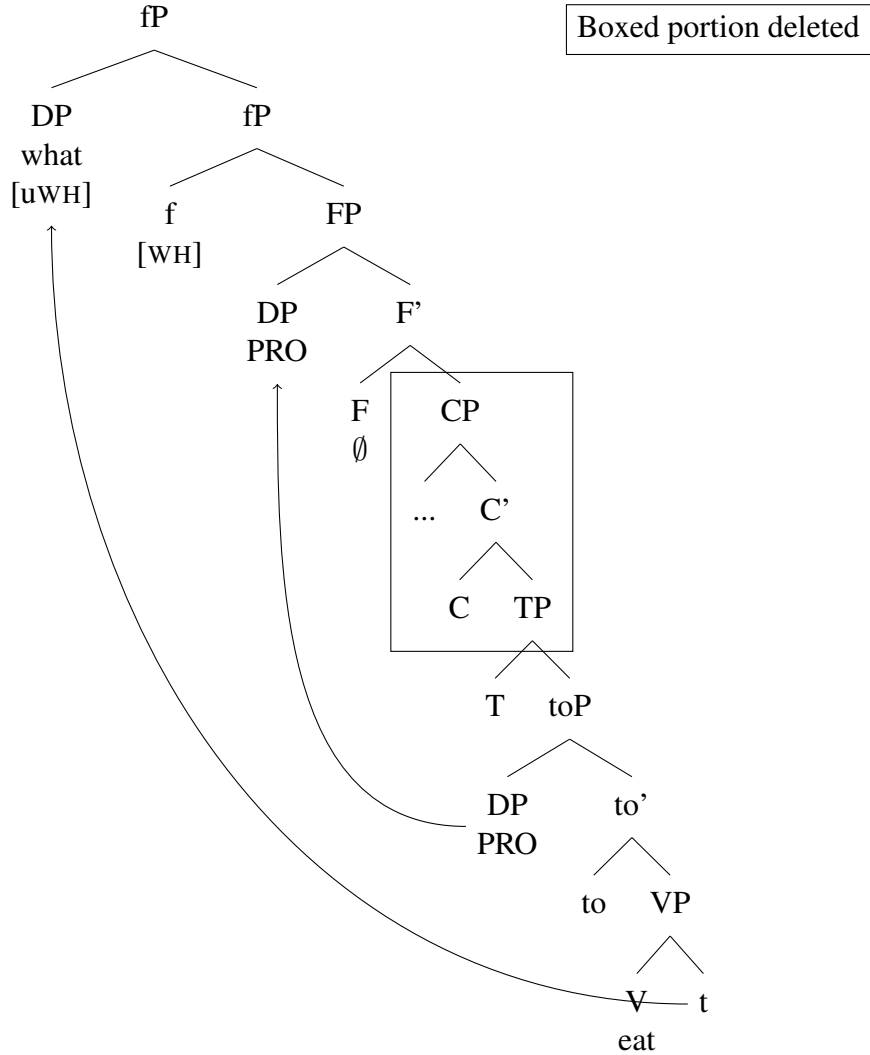 fP
Boxed portion deleted
DP fP
what
[uWH] f FP
[WH]
DP F’
PRO
F CP
∅
... C’
C TP
T toP
DP to’
PRO
to VP
V t
eat